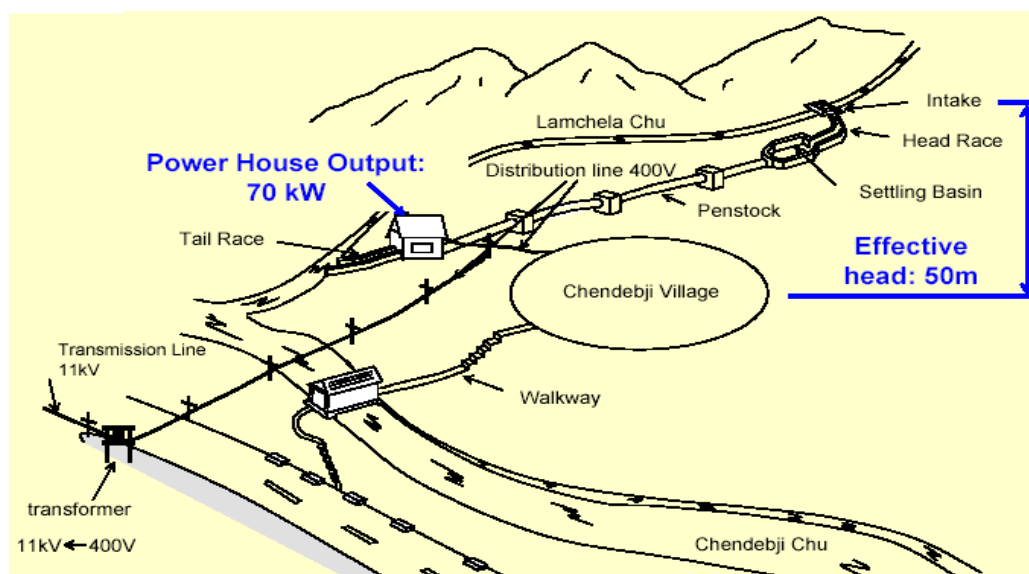 Intake
Lamchela Chu
Head Race
Power House Output:
70 kW
Distribution line 400V
Settling Basin
Penstock
Tail Race
Effective
head: 50m
Chendebji Village
Transmission Line
11kV
Walkway
transformer
11kV←400V
Chendebji Chu